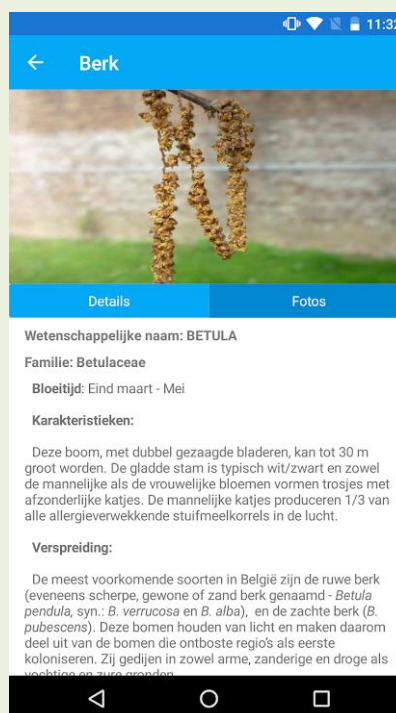 11:32
Berk
Details
Fotos
Wetenschappelijke naam: BETULA
Familie: Betulaceae
Bloeitijd: Eind maart - Mei
Karakteristieken:
Deze boom, met dubbel gezaagde bladeren, kan tot 30 m
groot worden. De gladde stam is typisch wit/zwart en zowel
de mannelijke als de vrouwelijke bloemen vormen trosjes met
afzonderlijke katjes. De mannelijke katjes produceren 1/3 van
alle allergieverwekkende stuifmeelkorrels in de lucht.
Verspreiding:
De meest voorkomende soorten in België zijn de ruwe berk
(eveneens scherpe, gewone of zand berk genaamd - Betula
pendula, syn.: B. verrucosa en B. alba), en de zachte berk (B.
pubescens). Deze bomen houden van licht en maken daarom
deel uit van de bomen die ontboste regio's als eerste
koloniseren. Zij gedijen in zowel arme, zanderige en droge als
vochtige en zure gronden